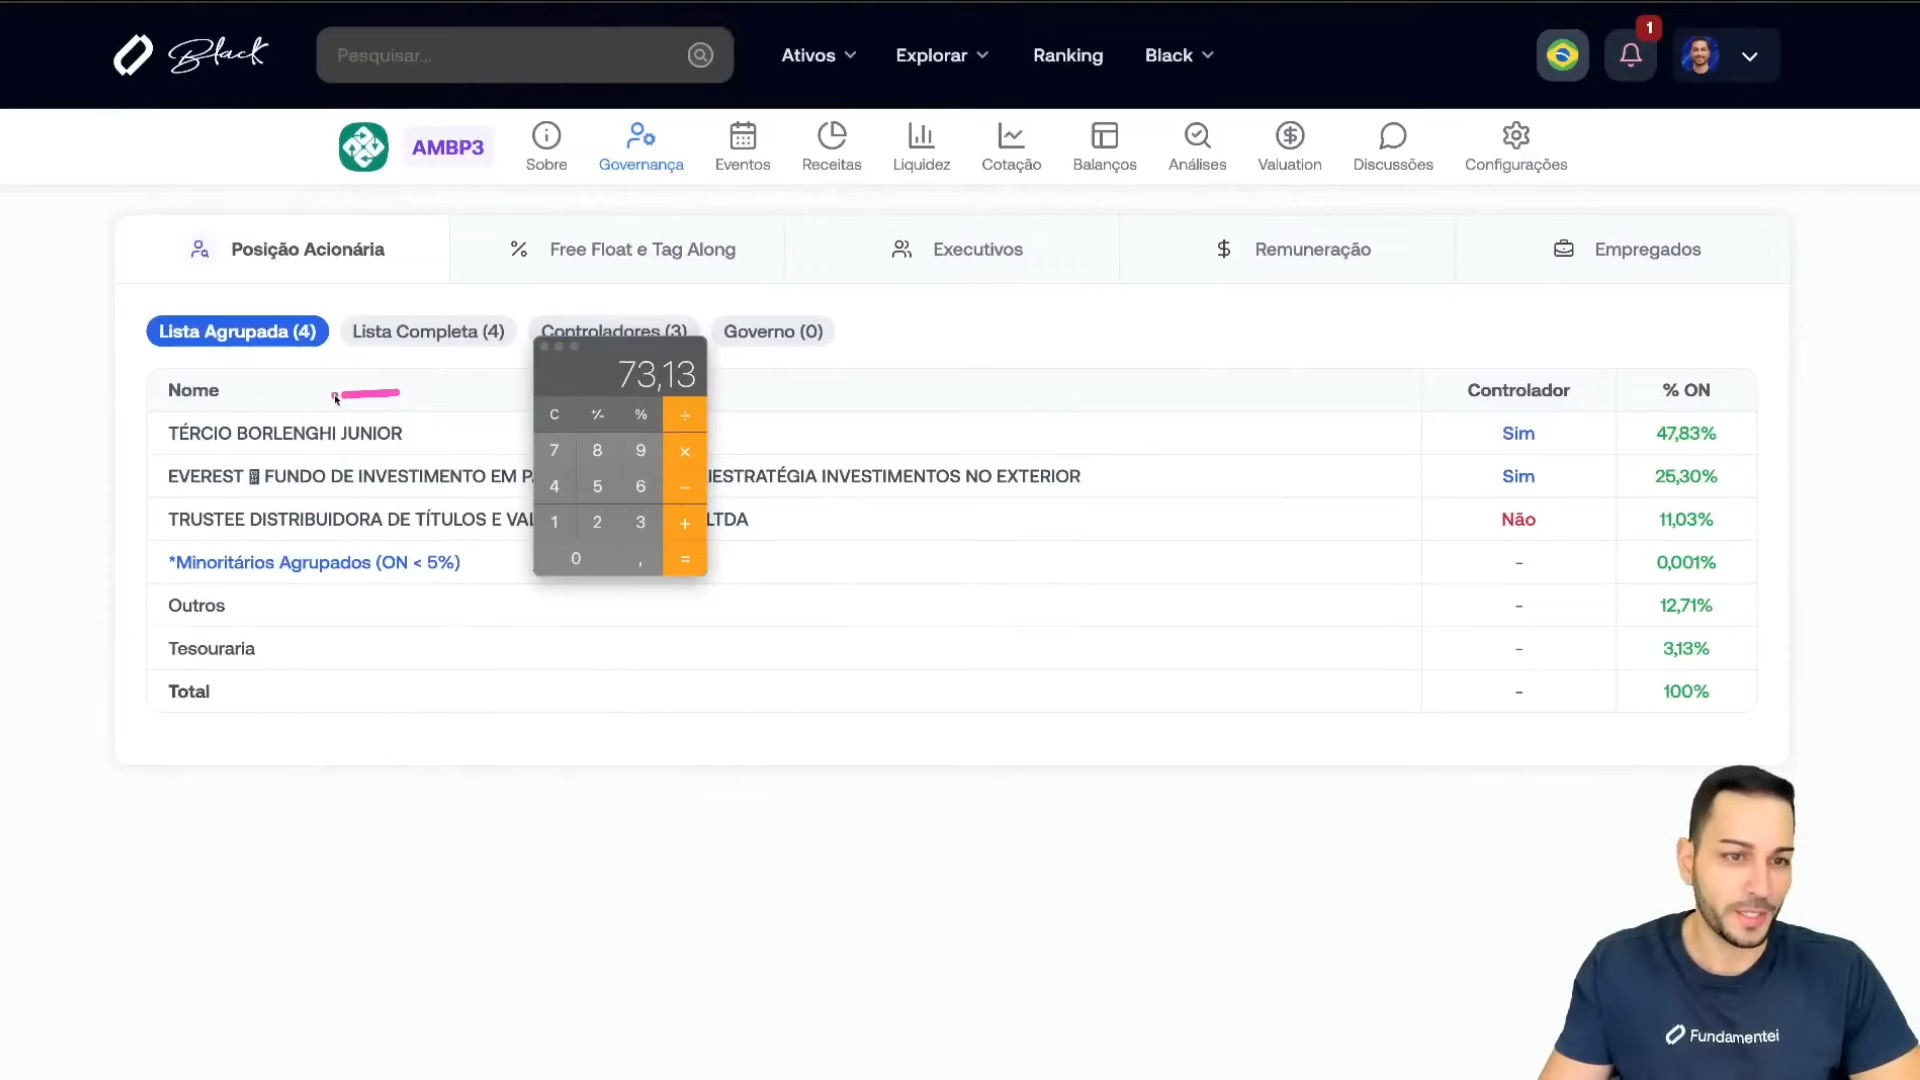 Black
Pesquisar...
Ativos
Explorar
Ranking
Black
1
AMBP3
Sobre
Governança
Eventos
Receitas
Liquidez
Cotação
Balanços
Análises
Valuation
Discussões
Configurações
Posição Acionária
% Free Float e Tag Along
Executivos
$ Remuneração
Empregados
Lista Agrupada (4)
Lista Completa (4)
Controladores (3)
Governo (0)
Nome
Controlador
% ON
TÉRCIO BORLENGHI JUNIOR
Sim
47,83%
EVEREST FUNDO DE INVESTIMENTO EM
IESTRATÉGIA INVESTIMENTOS NO EXTERIOR
Sim
25,30%
TRUSTEE DISTRIBUIDORA DE TÍTULOS E
LTDA
Não
11,03%
*Minoritários Agrupados (ON < 5%)
-
0,001%
Outros
-
12,71%
Tesouraria
-
3,13%
Total
-
100%
73,13
C +/- % ÷
7 8 9 ×
4 5 6 −
1 2 3 +
0 , =
Fundamentei